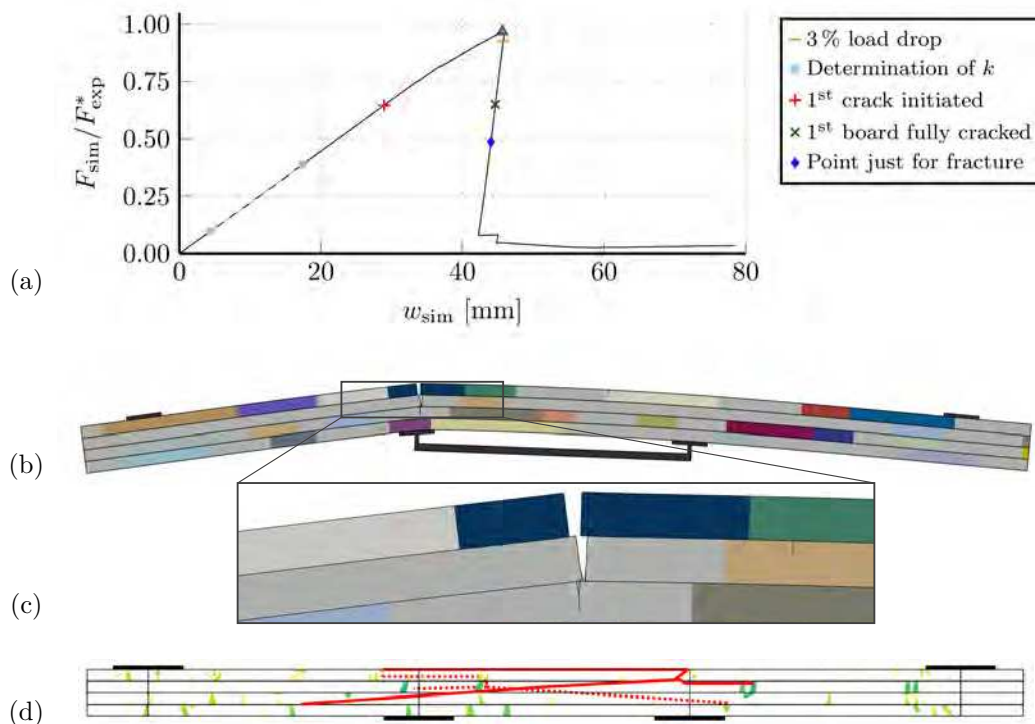 1.00
0.75
0.50
0.25
0.00
F_sim/F*_exp
0 20 40 60 80
w_sim [mm]
3 % load drop
Determination of k
1st crack initiated
1st board fully cracked
Point just for fracture
(a)
(b)
(c)
(d)